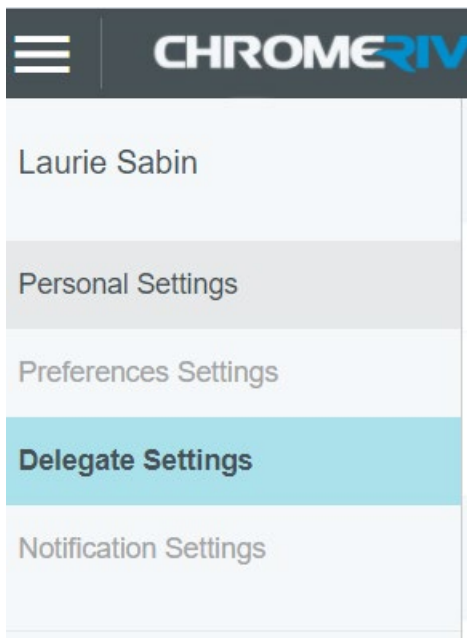 CHROMERIV
Laurie Sabin
Personal Settings
Preferences Settings
Delegate Settings
Notification Settings